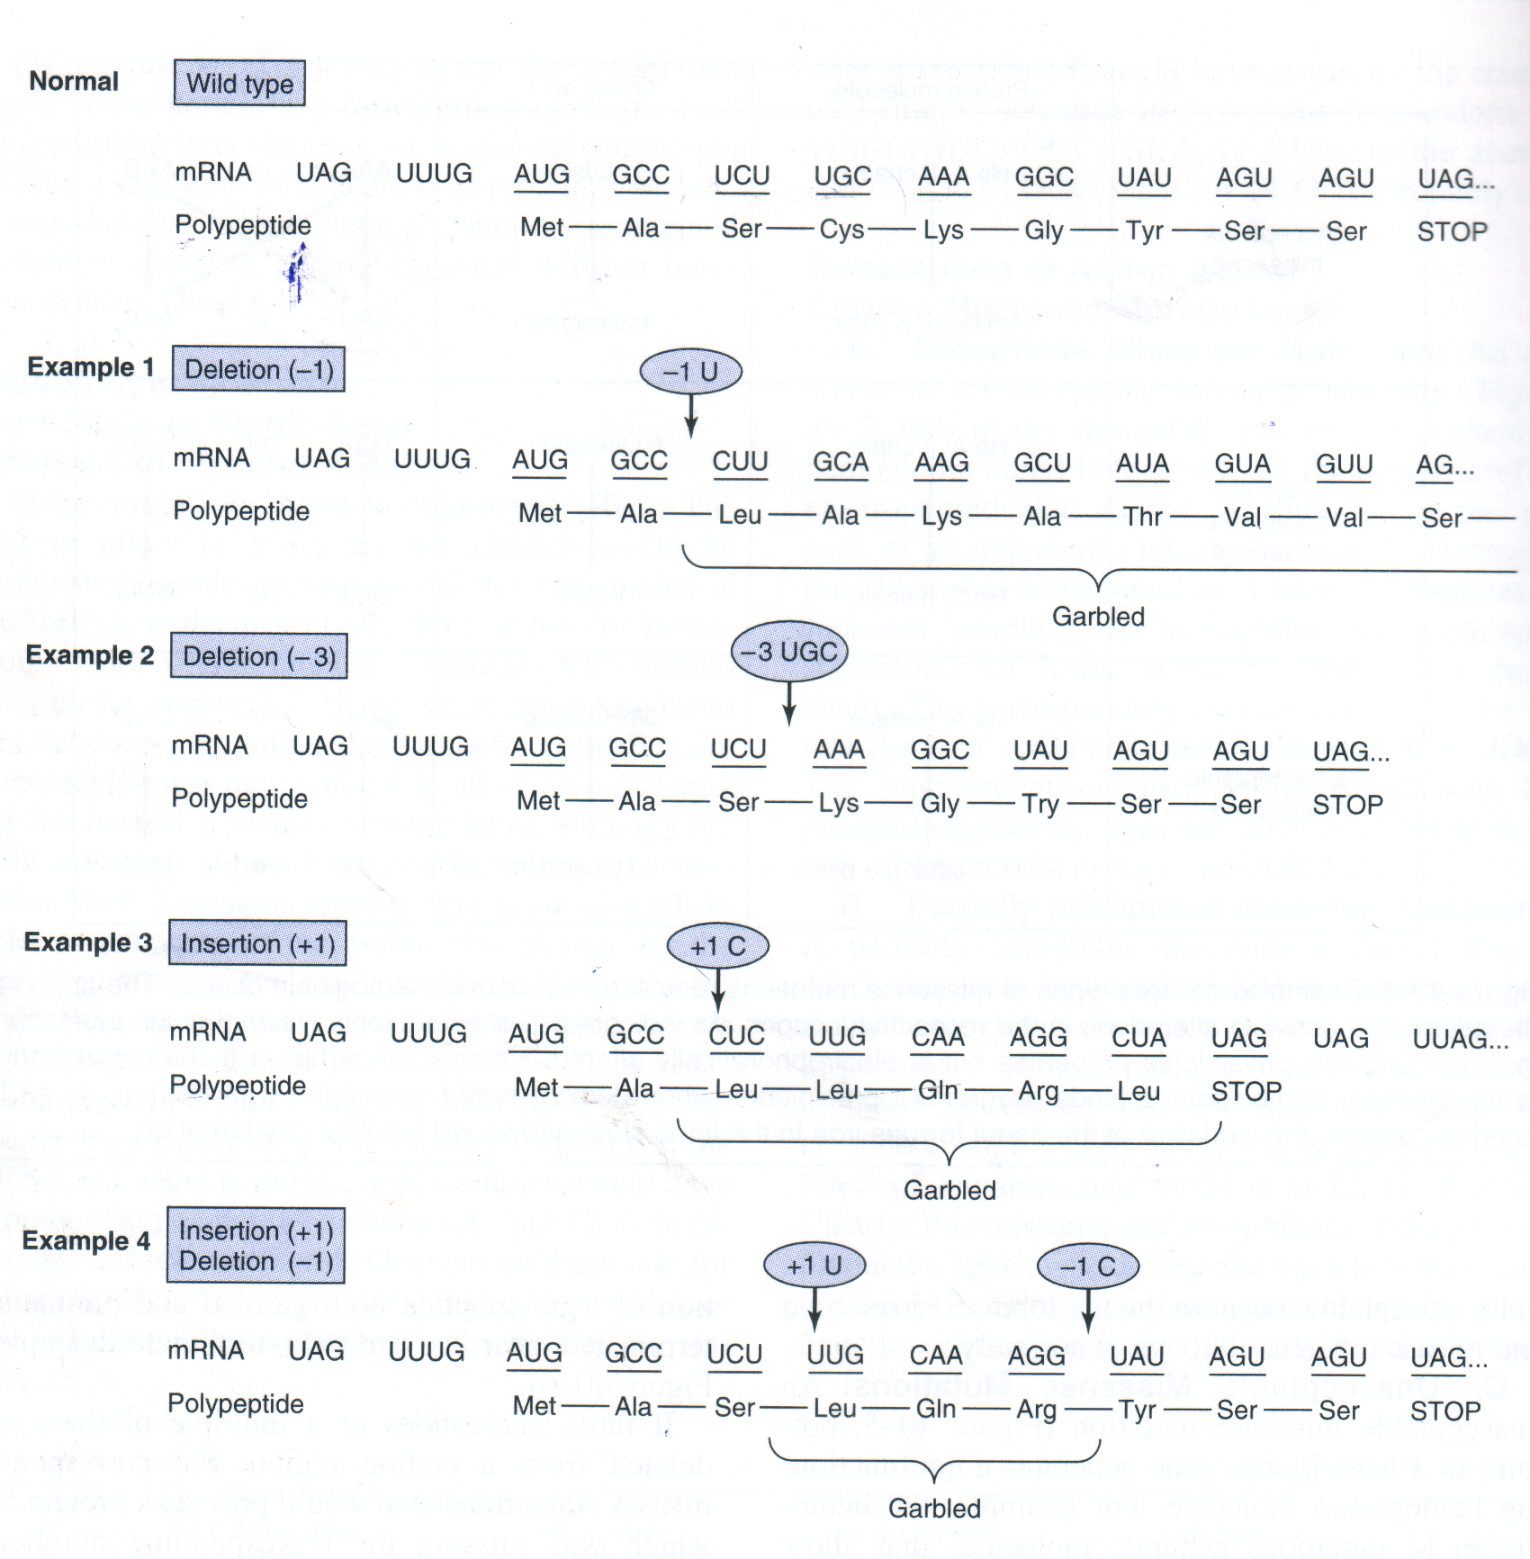 Normal Wild type
mRNA UAG UUUG AUG GCC UCU UGC AAA GGC UAU AGU AGU UAG...
Polypeptide Met Ala Ser Cys Lys Gly Tyr Ser Ser STOP
Example 1 Deletion (–1) –1 U
mRNA UAG UUUG AUG GCC CUU GCA AAG GCU AUA GUA GUU AG...
Polypeptide Met Ala Leu Ala Lys Ala Thr Val Val Ser
Garbled
Example 2 Deletion (–3) –3 UGC
mRNA UAG UUUG AUG GCC UCU AAA GGC UAU AGU AGU UAG...
Polypeptide Met Ala Ser Lys Gly Try Ser Ser STOP
Example 3 Insertion (+1) +1 C
mRNA UAG UUUG AUG GCC CUC UUG CAA AGG CUA UAG UAG UUAG...
Polypeptide Met Ala Leu Leu Gln Arg Leu STOP
Garbled
Example 4 Insertion (+1)
Deletion (–1) +1 U –1 C
mRNA UAG UUUG AUG GCC UCU UUG CAA AGG UAU AGU AGU UAG...
Polypeptide Met Ala Ser Leu Gln Arg Tyr Ser Ser STOP
Garbled